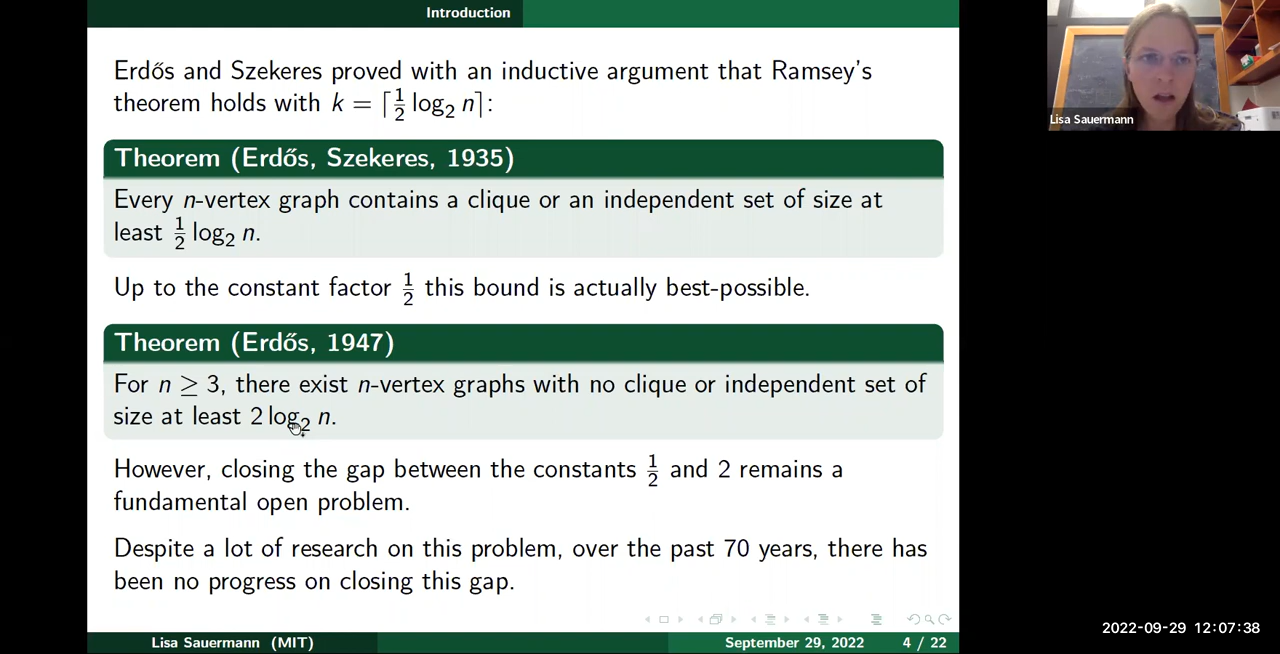 Introduction
Erdős and Szekeres proved with an inductive argument that Ramsey's
theorem holds with k = ⌈½ log₂ n⌉:
Theorem (Erdős, Szekeres, 1935)
Every n-vertex graph contains a clique or an independent set of size at
least ½ log₂ n.
Up to the constant factor ½ this bound is actually best-possible.
Theorem (Erdős, 1947)
For n ≥ 3, there exist n-vertex graphs with no clique or independent set of
size at least 2 log₂ n.
However, closing the gap between the constants ½ and 2 remains a
fundamental open problem.
Despite a lot of research on this problem, over the past 70 years, there has
been no progress on closing this gap.
Lisa Sauermann (MIT) September 29, 2022 4 / 22
Lisa Sauermann
2022-09-29 12:07:38